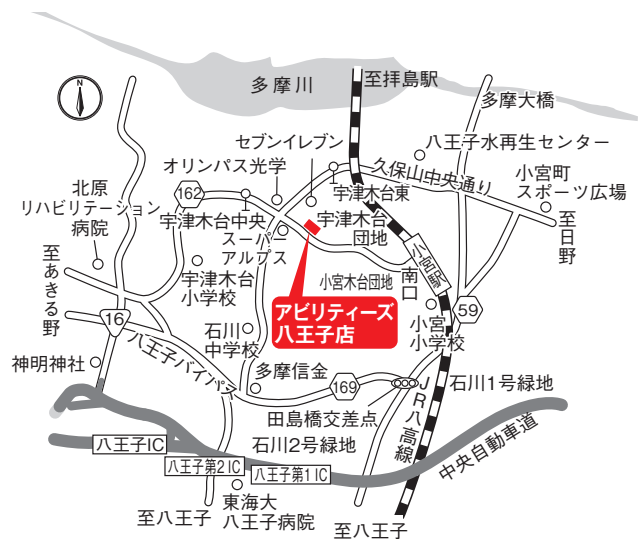 N
多摩川
至拝島駅
多摩大橋
セブンイレブン
八王子水再生センター
オリンパス光学
久保山中央通り
小宮町
スポーツ広場
北原
リハビリテーション
病院
162
宇津木台東
宇津木台中央
宇津木台
団地
至日野
スーパー
アルプス
小宮駅
至あきる野
宇津木台
小学校
小宮木台団地
南口
アビリティーズ
八王子店
59
16
石川
中学校
小宮
小学校
八王子バイパス
神明神社
多摩信金
169
石川1号緑地
田島橋交差点
JR八高線
八王子IC
石川2号緑地
中央自動車道
八王子第2IC
八王子第1IC
東海大
八王子病院
至八王子
至八王子